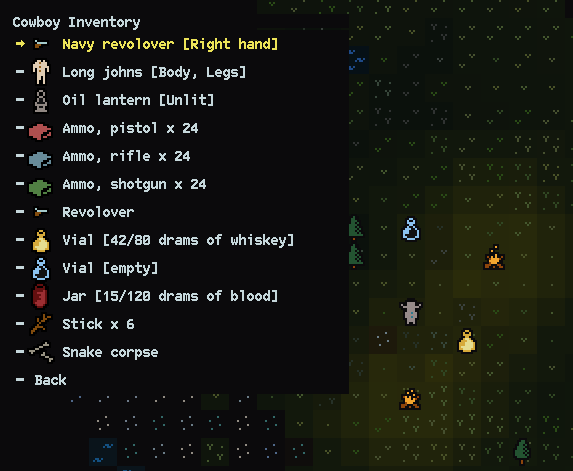 Cowboy Inventory
Navy revolover [Right hand]
Long johns [Body, Legs]
Oil lantern [Unlit]
Ammo, pistol x 24
Ammo, rifle x 24
Ammo, shotgun x 24
Revolover
Vial [42/80 drams of whiskey]
Vial [empty]
Jar [15/120 drams of blood]
Stick x 6
Snake corpse
Back